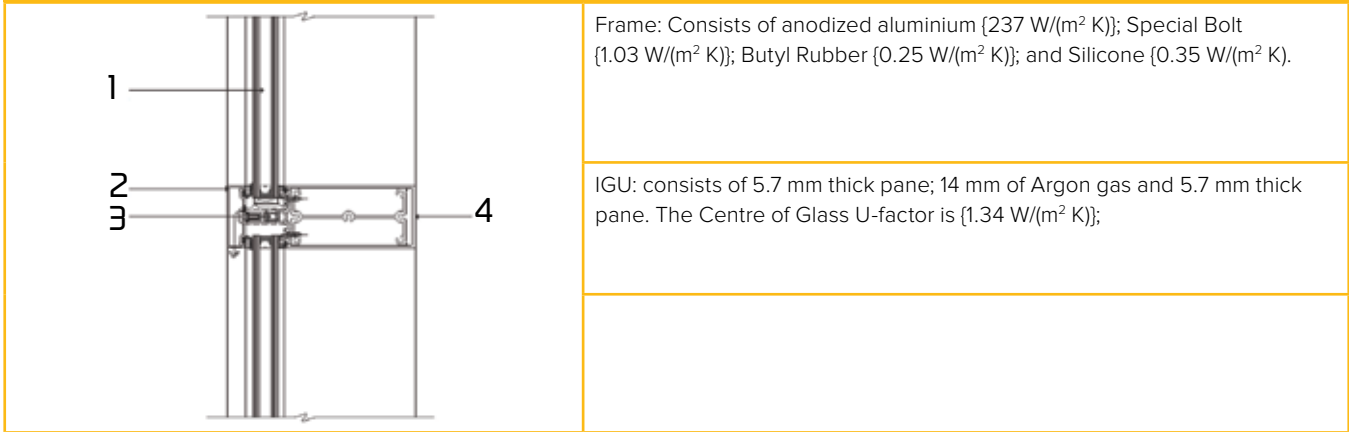 Frame: Consists of anodized aluminium {237 W/(m² K)}; Special Bolt
{1.03 W/(m² K)}; Butyl Rubber {0.25 W/(m² K)}; and Silicone {0.35 W/(m² K).
1
2
3
4
IGU: consists of 5.7 mm thick pane; 14 mm of Argon gas and 5.7 mm thick
pane. The Centre of Glass U-factor is {1.34 W/(m² K)};